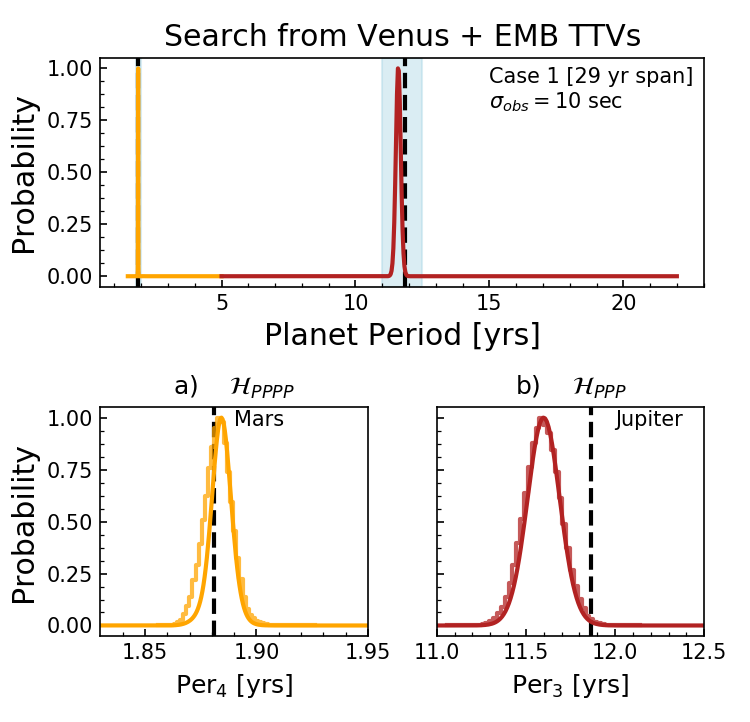 Search from Venus + EMB TTVs
Case 1 [29 yr span]
σ_obs = 10 sec
1.00
0.75
0.50
0.25
0.00
Probability
5 10 15 20
Planet Period [yrs]
a) ℋ_PPPP
b) ℋ_PPP
Mars
Jupiter
1.00
0.75
0.50
0.25
0.00
Probability
1.85 1.90 1.95
11.0 11.5 12.0 12.5
Per₄ [yrs]
Per₃ [yrs]